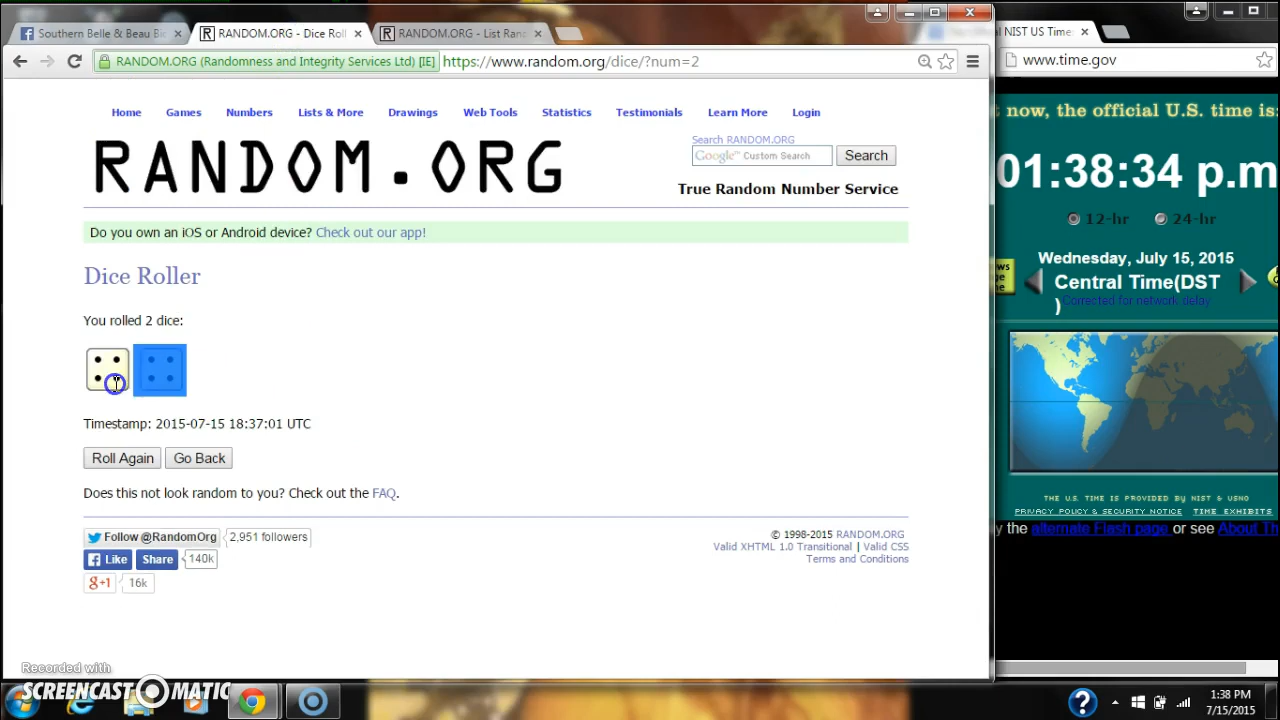 Southern Belle & Beau Bi
RANDOM.ORG - Dice Roll
RANDOM.ORG - List Ran
NIST US Time:
RANDOM.ORG (Randomness and Integrity Services Ltd) [IE]
https://www.random.org/dice/?num=2
www.time.gov
Home Games Numbers Lists & More Drawings Web Tools Statistics Testimonials Learn More Login
RANDOM.ORG
Search RANDOM.ORG
Google™ Custom Search
Search
True Random Number Service
Do you own an iOS or Android device? Check out our app!
Dice Roller
You rolled 2 dice:
Timestamp: 2015-07-15 18:37:01 UTC
Roll Again Go Back
Does this not look random to you? Check out the FAQ.
Follow @RandomOrg 2,951 followers
Like Share 140k
g+1 16k
© 1998-2015 RANDOM.ORG
Valid XHTML 1.0 Transitional | Valid CSS
Terms and Conditions
t now, the official U.S. time is:
01:38:34 p.m
12-hr 24-hr
Wednesday, July 15, 2015
Central Time(DST
)
Corrected for network delay
THE U.S. TIME IS PROVIDED BY NIST & USNO
PRIVACY POLICY & SECURITY NOTICE TIME EXHIBITS
y the alternate Flash page or see About Th
Recorded with
SCREENCAST-O-MATIC
1:38 PM
7/15/2015